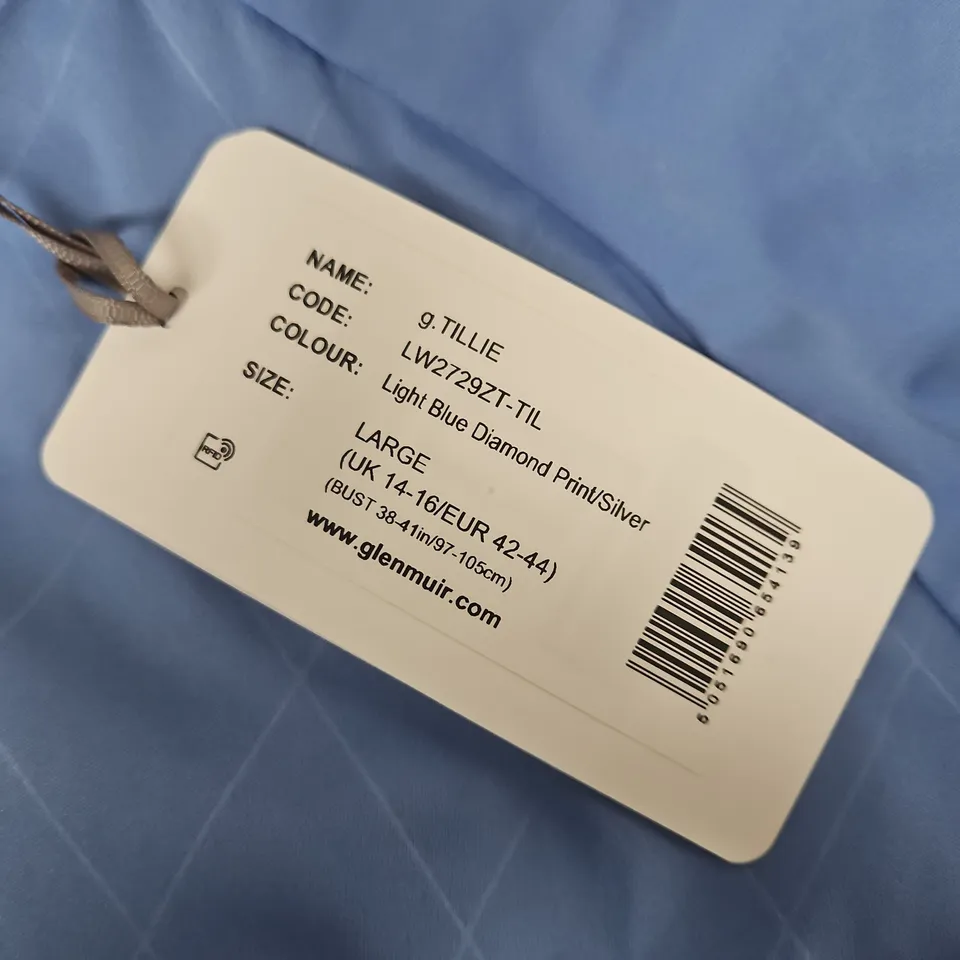 NAME: g.TILLIE
CODE: LW2729ZT-TIL
COLOUR: Light Blue Diamond Print/Silver
SIZE: LARGE
(UK 14-16/EUR 42-44)
(BUST 38-41in/97-105cm)
www.glenmuir.com
RFID
5051690654139